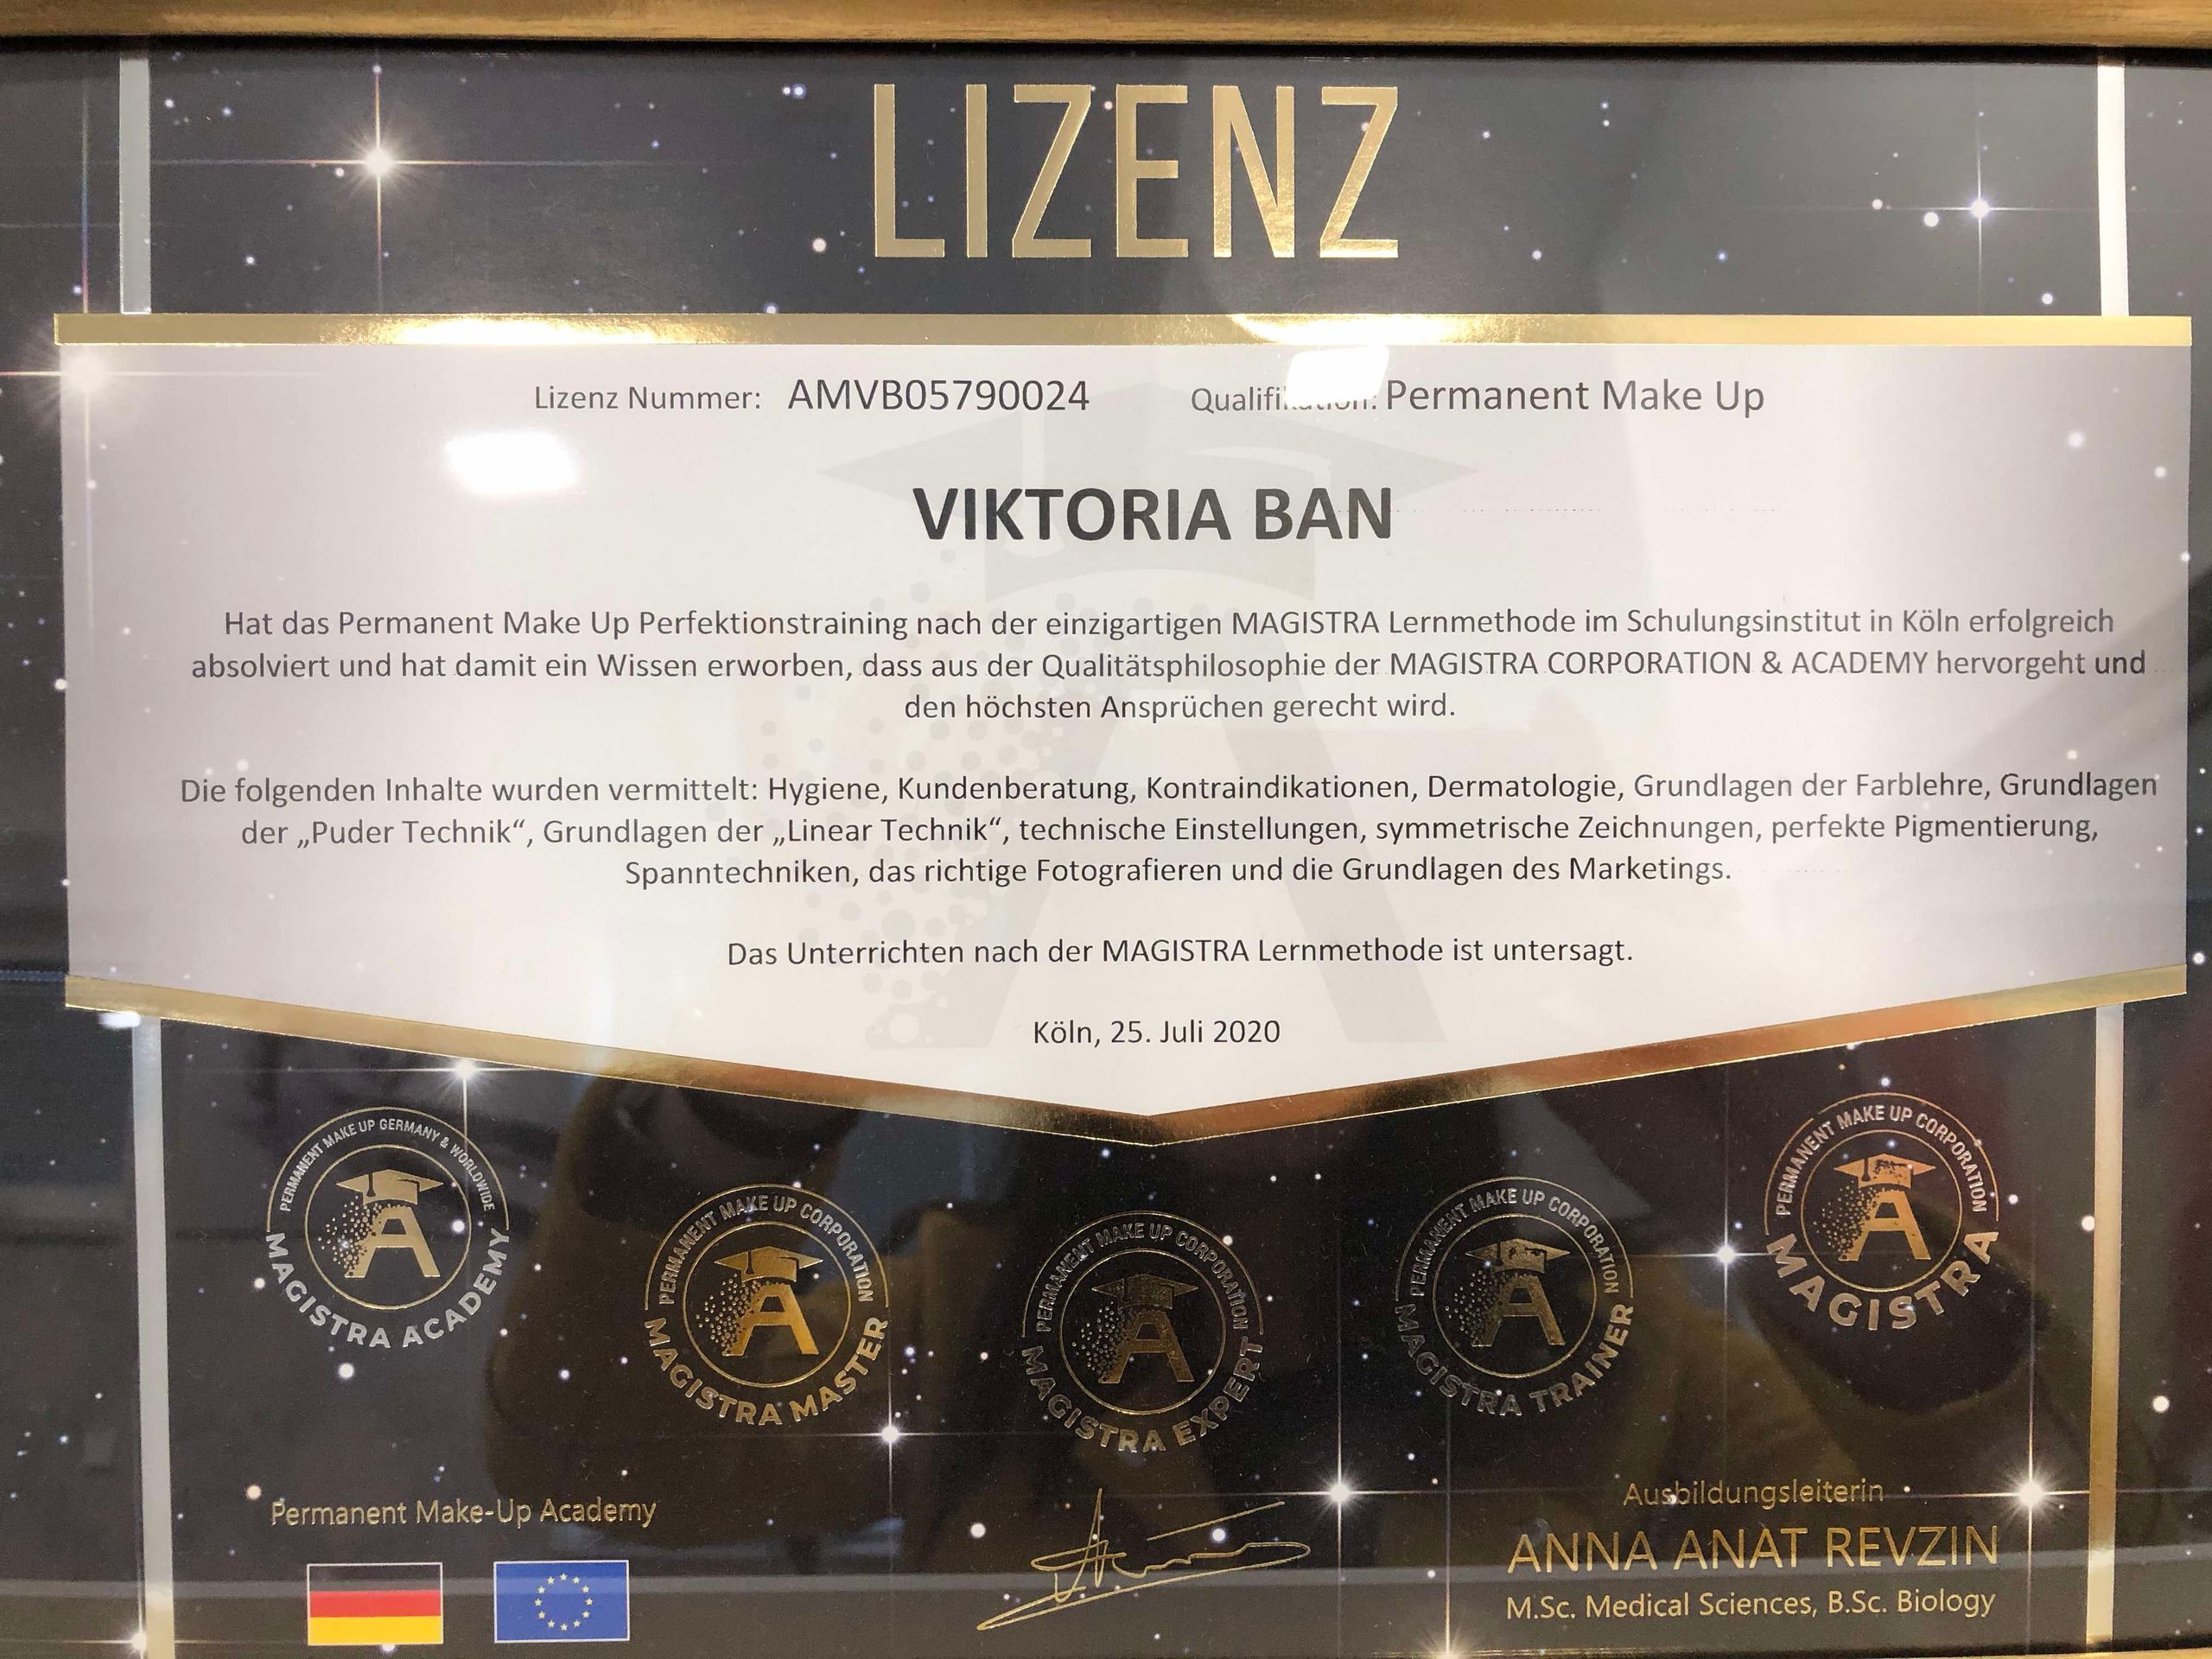 LIZENZ
Lizenz Nummer: AMVB05790024 Permanent Make Up
VIKTORIA BAN
Hat das Permanent Make Up Perfektionstraining nach der einzigartigen MAGISTRA Lernmethode im Schulungsinstitut in Köln erfolgreich
absolviert und hat damit ein Wissen erworben, dass aus der Qualitätsphilosophie der MAGISTRA CORPORATION & ACADEMY hervorgeht und
den höchsten Ansprüchen gerecht wird.
Die folgenden Inhalte wurden vermittelt: Hygiene, Kundenberatung, Kontraindikationen, Dermatologie, Grundlagen der Farblehre, Grundlagen
der „Puder Technik“, Grundlagen der „Linear Technik“, technische Einstellungen, symmetrische Zeichnungen, perfekte Pigmentierung,
Spanntechniken, das richtige Fotografieren und die Grundlagen des Marketings.
Das Unterrichten nach der MAGISTRA Lernmethode ist untersagt.
Köln, 25. Juli 2020
PERMANENT MAKE UP GERMANY & WORLDWIDE
A
MAGISTRA ACADEMY
PERMANENT MAKE UP CORPORATION
A
MAGISTRA MASTER
PERMANENT MAKE UP CORPORATION
A
MAGISTRA EXPERT
PERMANENT MAKE UP CORPORATION
A
MAGISTRA TRAINER
PERMANENT MAKE UP CORPORATION
A
MAGISTRA
Permanent Make-Up Academy
Ausbildungsleiterin
ANNA ANAT REVZIN
M.Sc. Medical Sciences, B.Sc. Biology